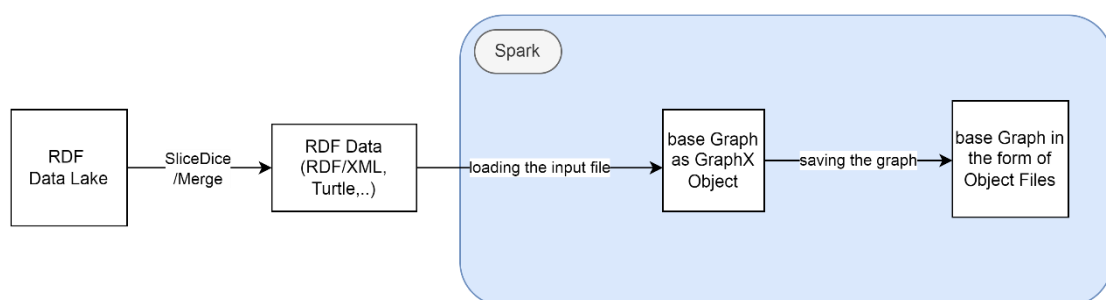 Spark
RDF
Data Lake
SliceDice
/Merge
RDF Data
(RDF/XML,
Turtle,..)
loading the input file
base Graph
as GraphX
Object
saving the graph
base Graph in
the form of
Object Files